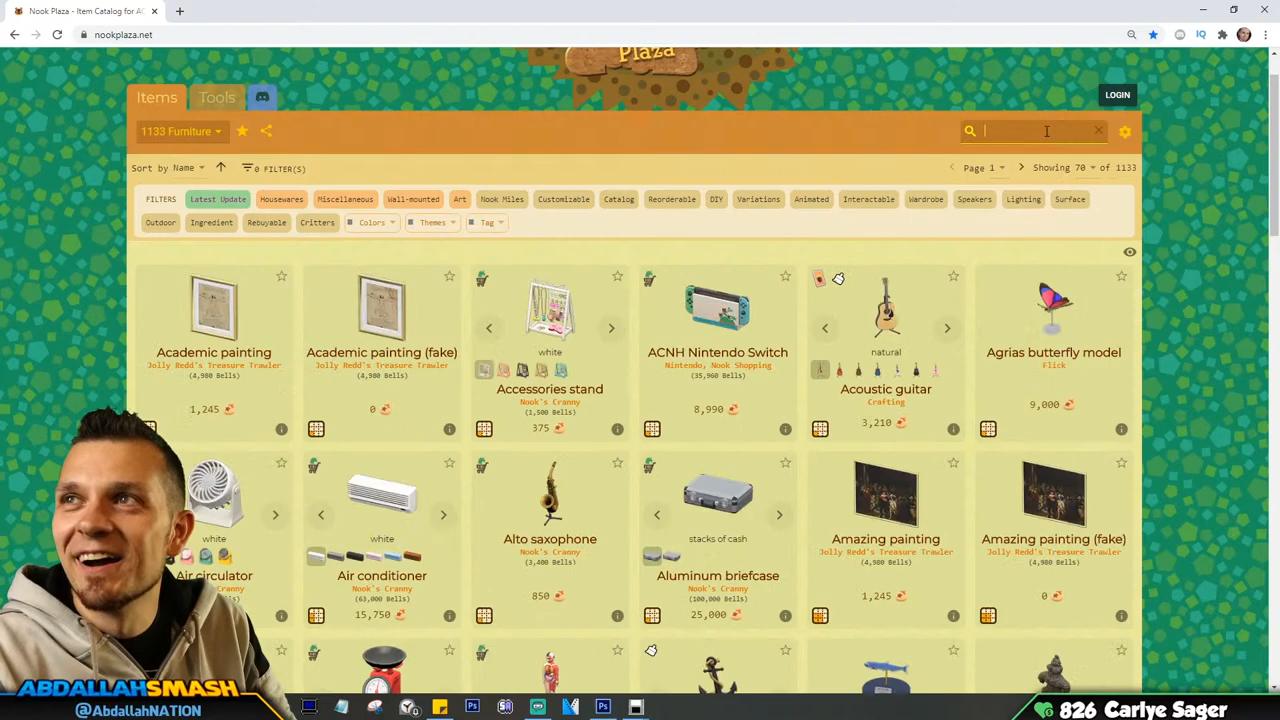 Nook Plaza - Item Catalog for AC
nookplaza.net
Plaza
Items
Tools
LOGIN
1133 Furniture
Sort by Name
0 FILTER(S)
Page 1
Showing 70 of 1133
FILTERS Latest Update Housewares Miscellaneous Wall-mounted Art Nook Miles Customizable Catalog Reorderable DIY Variations Animated Interactable Wardrobe Speakers Lighting Surface
Outdoor Ingredient Rebuyable Critters Colors Themes Tag
Academic painting
Jolly Redd's Treasure Trawler
(4,980 Bells)
1,245
Academic painting (fake)
Jolly Redd's Treasure Trawler
(4,980 Bells)
0
white
Accessories stand
Nook's Cranny
(1,500 Bells)
375
ACNH Nintendo Switch
Nintendo, Nook Shopping
(35,960 Bells)
8,990
natural
Acoustic guitar
Crafting
3,210
Agrias butterfly model
Flick
9,000
white
Air circulator
white
Air conditioner
Nook's Cranny
(63,000 Bells)
15,750
Alto saxophone
Nook's Cranny
(3,400 Bells)
850
stacks of cash
Aluminum briefcase
Nook's Cranny
(100,000 Bells)
25,000
Amazing painting
Jolly Redd's Treasure Trawler
(4,980 Bells)
1,245
Amazing painting (fake)
Jolly Redd's Treasure Trawler
(4,980 Bells)
0
ABDALLAHSMASH
@AbdallahNATION
826 Carlye Sager